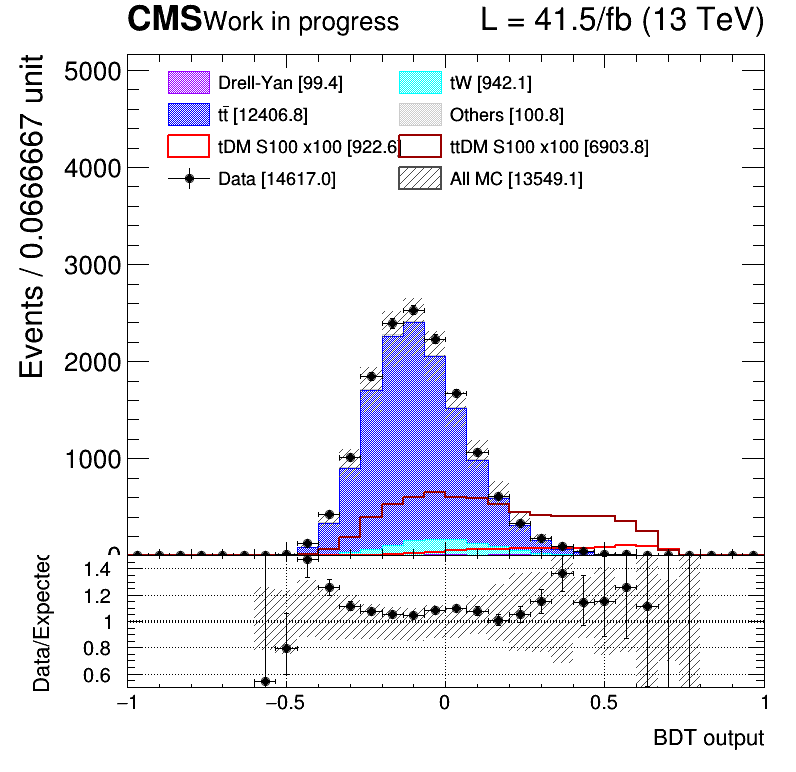 CMS Work in progress L = 41.5/fb (13 TeV)
Events / 0.0666667 unit
5000
4000
3000
2000
1000
0
Drell-Yan [99.4]
tW [942.1]
tt̄ [12406.8]
Others [100.8]
tDM S100 x100 [922.6]
ttDM S100 x100 [6903.8]
Data [14617.0]
All MC [13549.1]
Data/Expected
1.4
1.2
1
0.8
0.6
−1 −0.5 0 0.5 1
BDT output